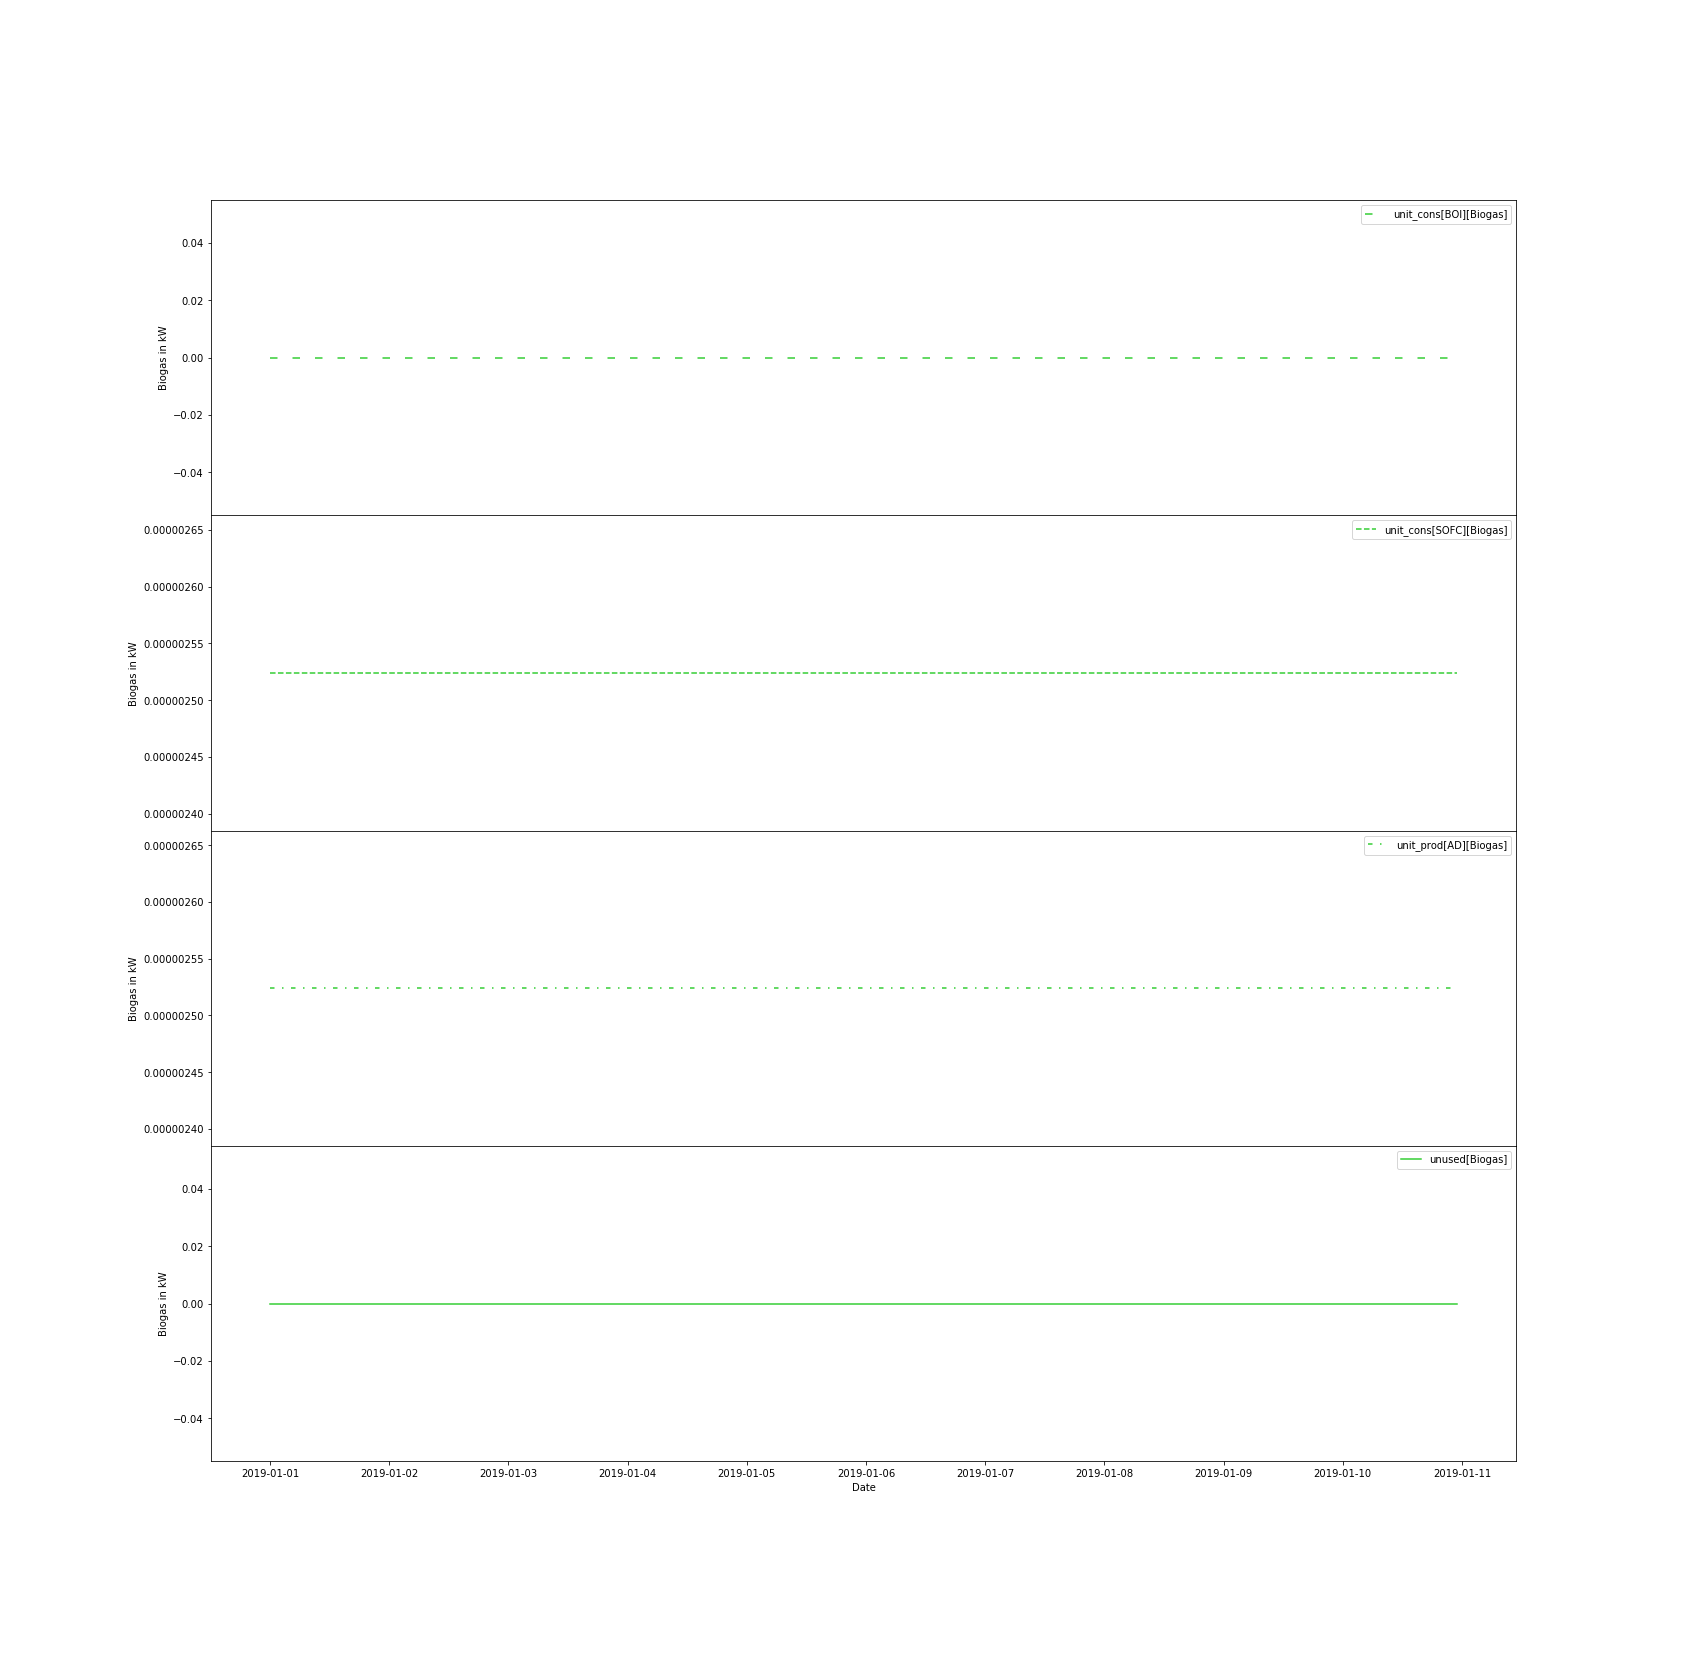 unit_cons[BOI][Biogas]
0.04
0.02
0.00
−0.02
−0.04
Biogas in kW
unit_cons[SOFC][Biogas]
0.00000265
0.00000260
0.00000255
0.00000250
0.00000245
0.00000240
Biogas in kW
unit_prod[AD][Biogas]
0.00000265
0.00000260
0.00000255
0.00000250
0.00000245
0.00000240
Biogas in kW
unused[Biogas]
0.04
0.02
0.00
−0.02
−0.04
Biogas in kW
2019-01-01 2019-01-02 2019-01-03 2019-01-04 2019-01-05 2019-01-06 2019-01-07 2019-01-08 2019-01-09 2019-01-10 2019-01-11
Date